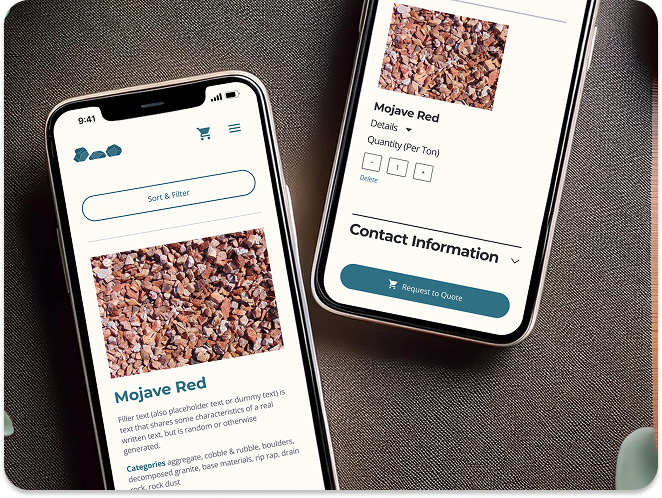 9:41
Sort & Filter
Mojave Red
Filler text (also placeholder text or dummy text) is
text that shares some characteristics of a real
written text, but is random or otherwise
generated.
Categories aggregate, cobble & rubble, boulders,
decomposed granite, base materials, rip rap, drain
rock, rock dust
Mojave Red
Details
Quantity (Per Ton)
- 1 +
Delete
Contact Information
Request to Quote